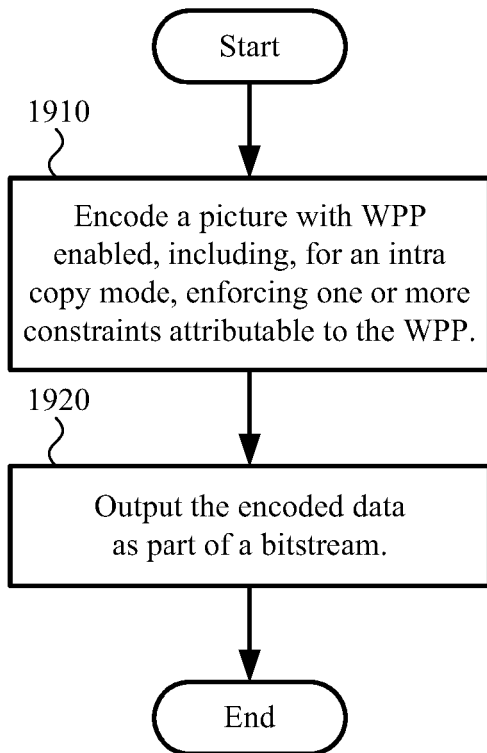 Start
1910
Encode a picture with WPP
enabled, including, for an intra
copy mode, enforcing one or more
constraints attributable to the WPP.
1920
Output the encoded data
as part of a bitstream.
End